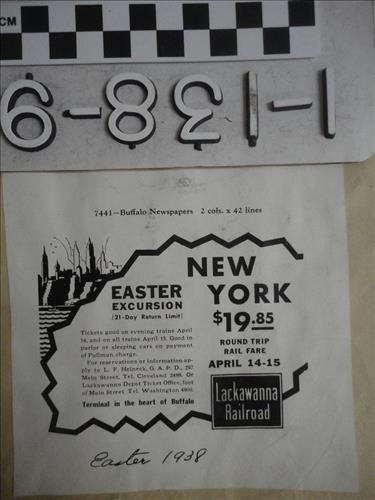 CM
1-138-9
7441—Buffalo Newspapers 2 cols. x 42 lines
EASTER
EXCURSION
(21-Day Return Limit)
Tickets good on evening trains April
14, and on all trains April 15. Good in
parlor or sleeping cars on payment
of Pullman charge.
For reservations or information ap-
ply to L. F. Heineck, G. A. P. D., 297
Main Street, Tel. Cleveland 2488. Or
Lackawanna Depot Ticket Office, foot
of Main Street Tel. Washington 4900.
Terminal in the heart of Buffalo
NEW
YORK
$19.85
ROUND TRIP
RAIL FARE
APRIL 14-15
Lackawanna
Railroad
Easter 1938